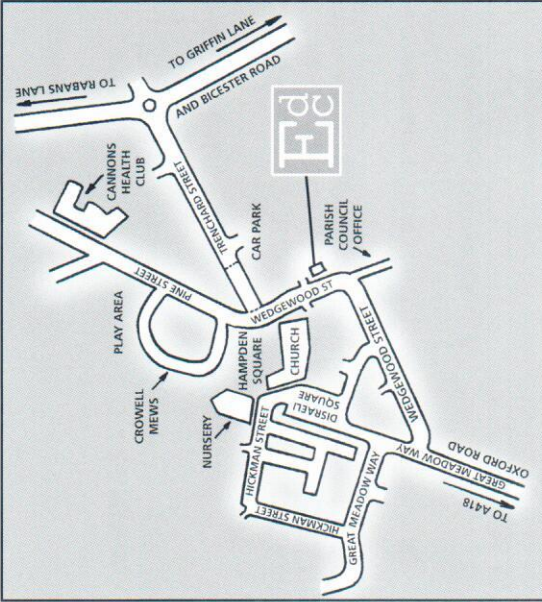 TO RABANS LANE
TO GRIFFIN LANE
AND BICESTER ROAD
CANNONS
HEALTH
CLUB
TRENCHARD STREET
CAR PARK
Edc
PARISH
COUNCIL
OFFICE
PINE STREET
PLAY AREA
CROWELL
MEWS
HAMPDEN
SQUARE
WEDGEWOOD ST
CHURCH
NURSERY
HICKMAN STREET
DISRAELI
SQUARE
WEDGEWOOD STREET
HICKMAN STREET
GREAT MEADOW WAY
GREAT MEADOW WAY
OXFORD ROAD
TO A418